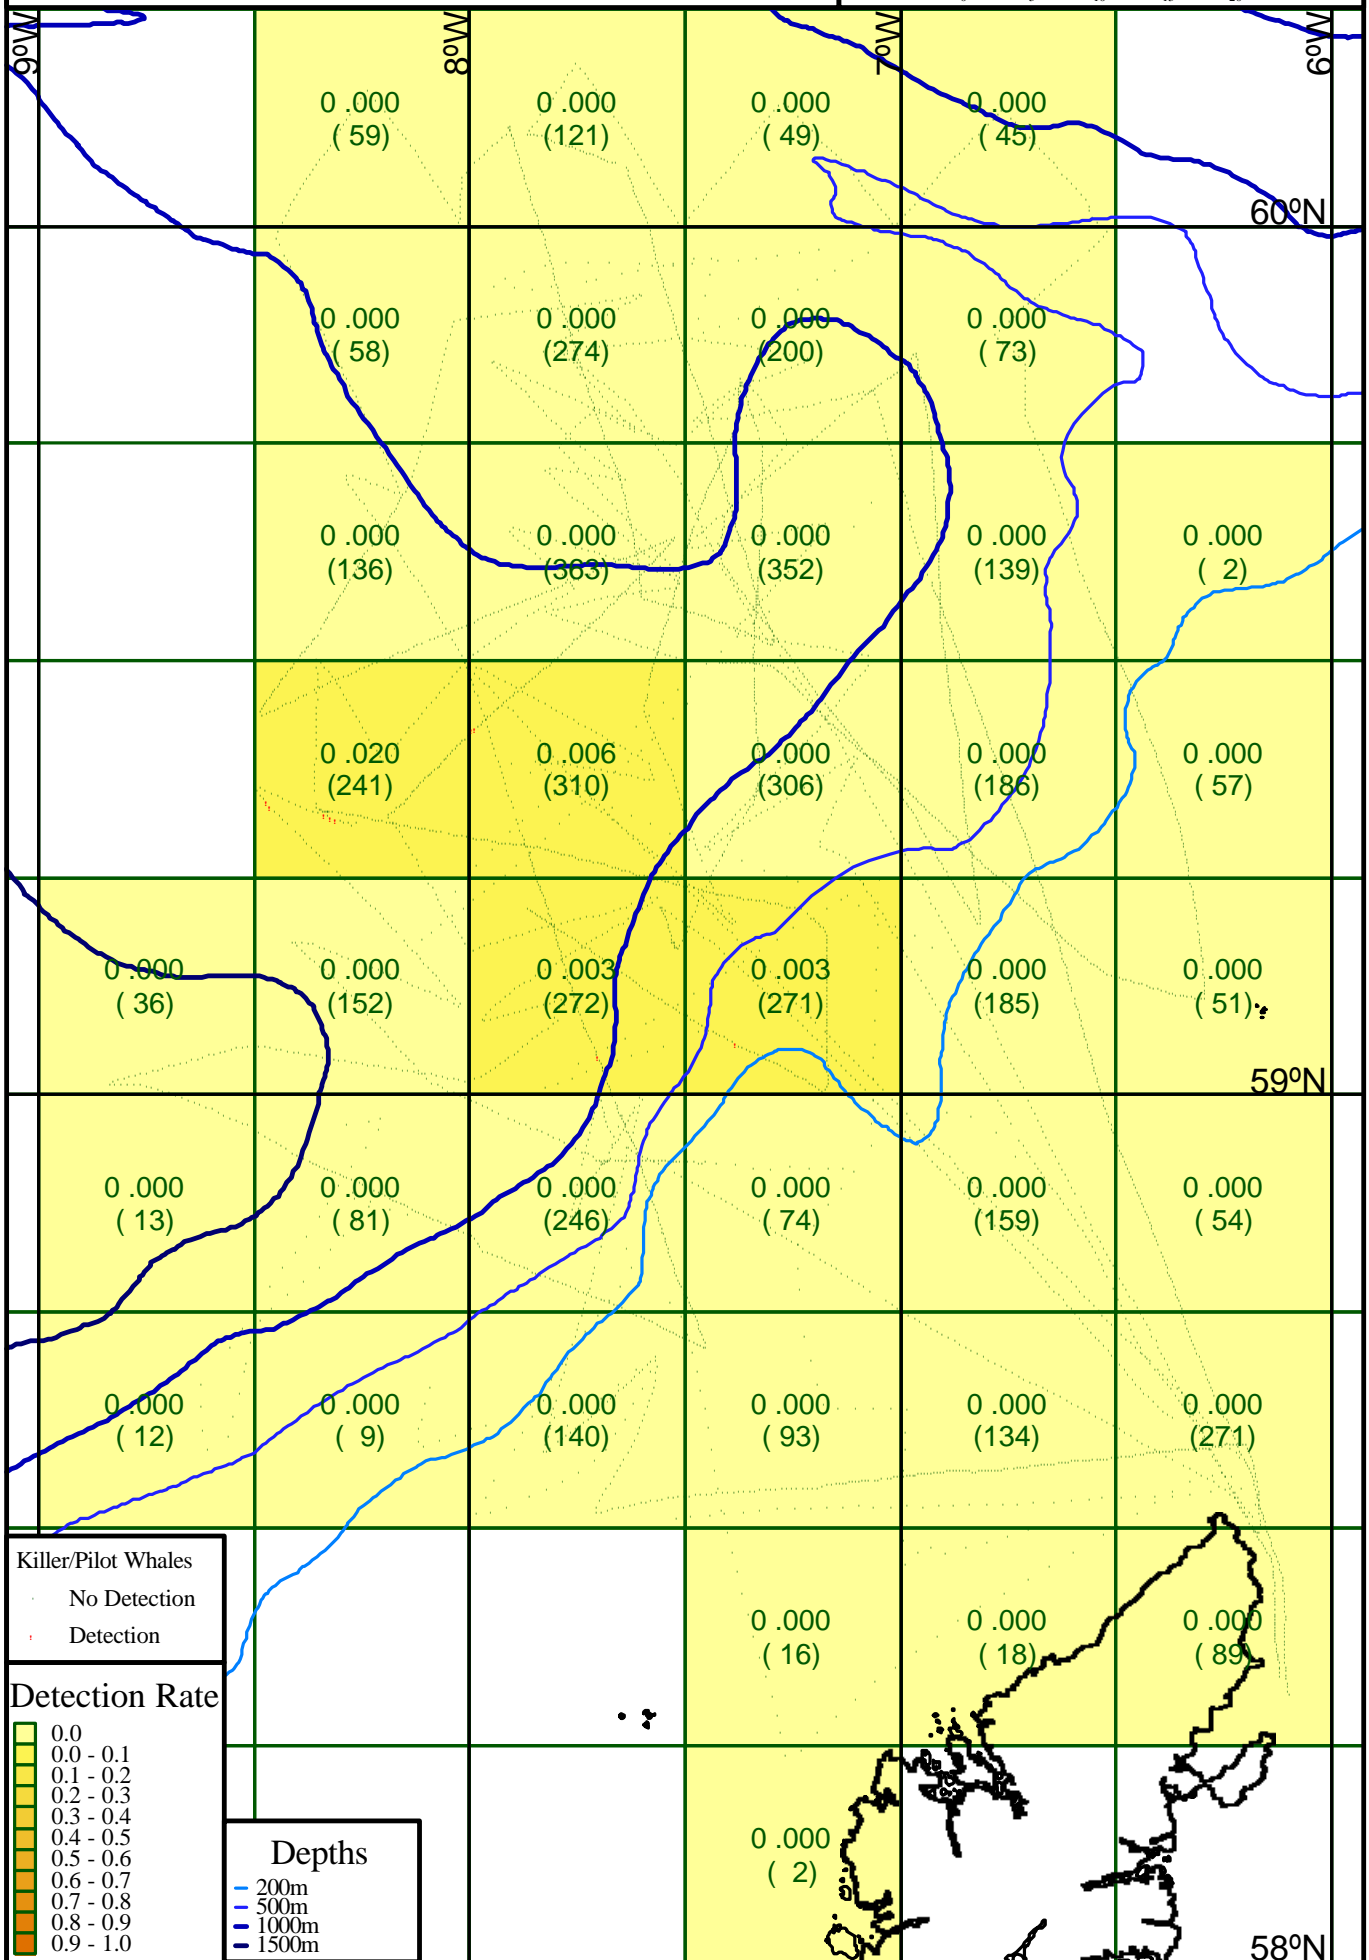 9ºW
8ºW
7ºW
6ºW
0 .000 0 .000 0 .000 0 .000
( 59) (121) ( 49) ( 45)
60ºN
0 .000 0 .000 0 .000 0 .000
( 58) (274) (200) ( 73)
0 .000 0 .000 0 .000 0 .000 0 .000
(136) (363) (352) (139) ( 2)
0 .020 0 .006 0 .000 0 .000 0 .000
(241) (310) (306) (186) ( 57)
0 .000 0 .000 0 .003 0 .003 0 .000 0 .000
( 36) (152) (272) (271) (185) ( 51)
59ºN
0 .000 0 .000 0 .000 0 .000 0 .000 0 .000
( 13) ( 81) (246) ( 74) (159) ( 54)
0 .000 0 .000 0 .000 0 .000 0 .000 0 .000
( 12) ( 9) (140) ( 93) (134) (271)
0 .000 0 .000 0 .000
( 16) ( 18) ( 89)
0 .000
( 2)
58ºN
Killer/Pilot Whales
No Detection
Detection
Detection Rate
0.0
0.0 - 0.1
0.1 - 0.2
0.2 - 0.3
0.3 - 0.4
0.4 - 0.5
0.5 - 0.6
0.6 - 0.7
0.7 - 0.8
0.8 - 0.9
0.9 - 1.0
Depths
200m
500m
1000m
1500m